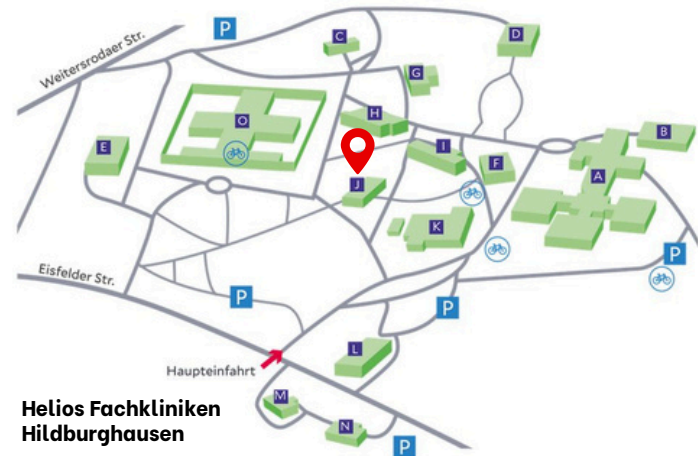 P
C
D
Weitersrodaer Str.
G
H
O
B
E
I
F
A
J
K
P
Eisfelder Str.
P
P
L
Haupteinfahrt
M
Helios Fachkliniken
Hildburghausen
N
P